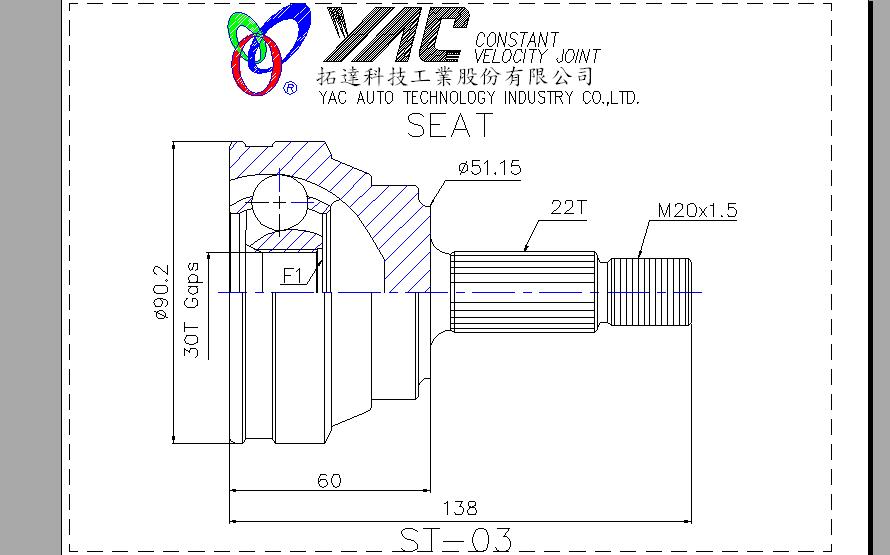 YAC CONSTANT
VELOCITY JOINT
®
拓達科技工業股份有限公司
YAC AUTO TECHNOLOGY INDUSTRY CO.,LTD.
SEAT
ø51.15
22T
M20x1.5
ø90.2
30T Gaps
F1
60
138
ST-03